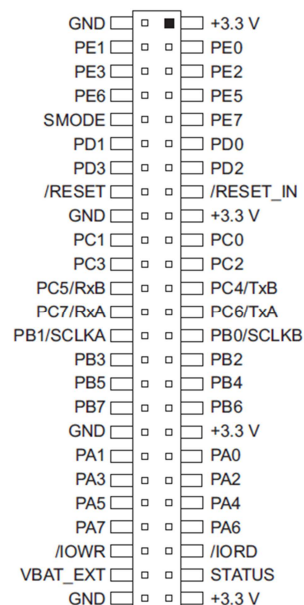 GND +3.3 V
PE1 PE0
PE3 PE2
PE6 PE5
SMODE PE7
PD1 PD0
PD3 PD2
/RESET /RESET_IN
GND +3.3 V
PC1 PC0
PC3 PC2
PC5/RxB PC4/TxB
PC7/RxA PC6/TxA
PB1/SCLKA PB0/SCLKB
PB3 PB2
PB5 PB4
PB7 PB6
GND +3.3 V
PA1 PA0
PA3 PA2
PA5 PA4
PA7 PA6
/IOWR /IORD
VBAT_EXT STATUS
GND +3.3 V